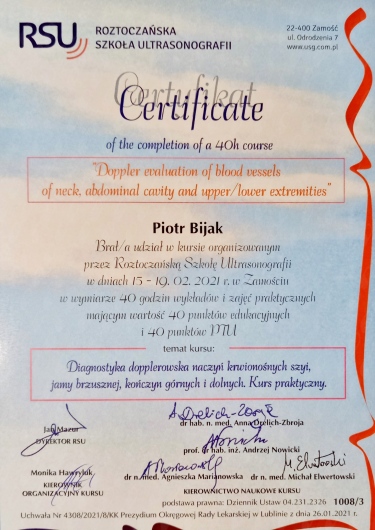 RSU ROZTOCZAŃSKA
SZKOŁA ULTRASONOGRAFII
22-400 Zamość
ul. Odrodzenia 7
www.usg.com.pl
Certyfikat
Certificate
of the completion of a 40h course
"Doppler evaluation of blood vessels
of neck, abdominal cavity and upper/lower extremities"
Piotr Bijak
Brał/a udział w kursie organizowanym
przez Roztoczańską Szkołę Ultrasonografii
w dniach 15 - 19. 02. 2021 r. w Zamościu
w wymiarze 40 godzin wykładów i zajęć praktycznych
mającym wartość 40 punktów edukacyjnych
i 40 punktów PTU
temat kursu:
Diagnostyka dopplerowska naczyń krwionośnych szyi,
jamy brzusznej, kończyn górnych i dolnych. Kurs praktyczny.
Jan Mazur
DYREKTOR RSU
A. Drelich-Zbroja
dr hab. n. med. Anna Drelich-Zbroja
prof. dr hab. inż. Andrzej Nowicki
Monika Hawryluk
KIEROWNIK
ORGANIZACYJNY KURSU
dr n. med. Agnieszka Marianowska
dr n. med. Michał Elwertowski
KIEROWNICTWO NAUKOWE KURSU
podstawa prawna: Dziennik Ustaw 04.231.2326
1008/3
Uchwała Nr 4308/2021/8/KK Prezydium Okręgowej Rady Lekarskiej w Lublinie z dnia 26.01.2021 r.